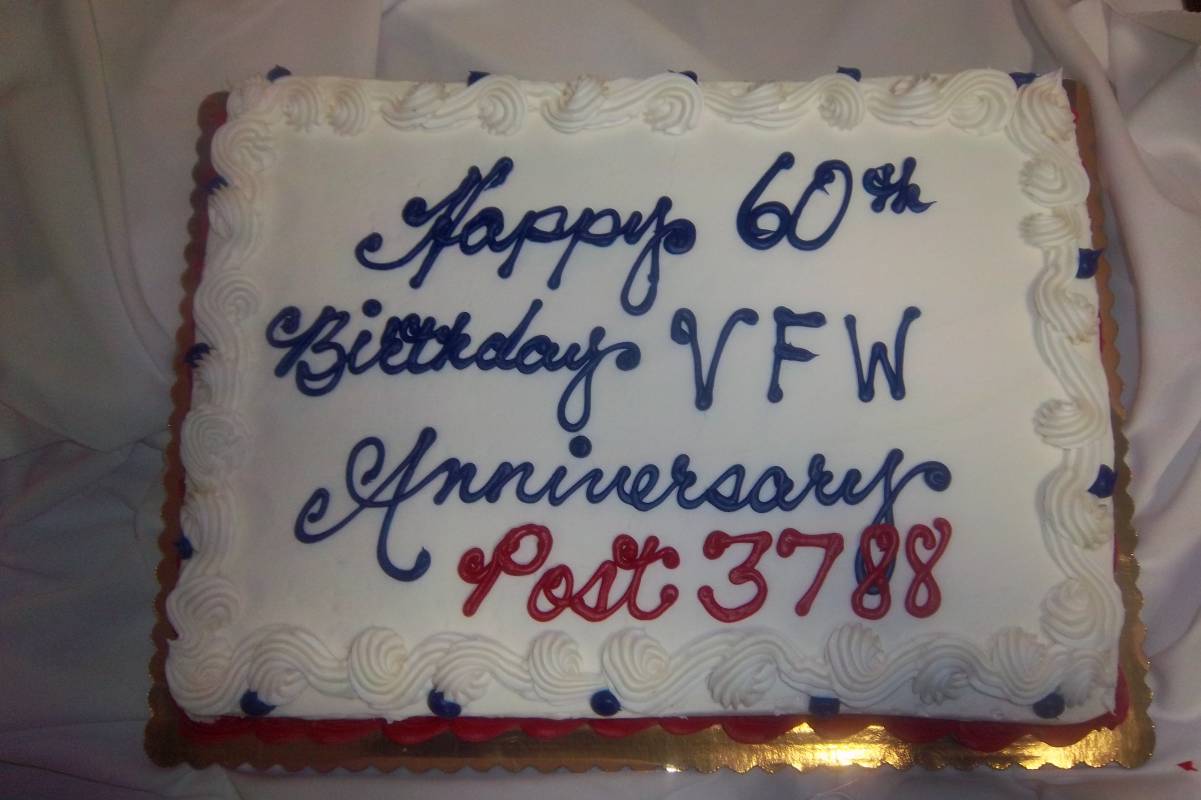 Happy 60th
Birthday VFW
Anniversary
Post 3788